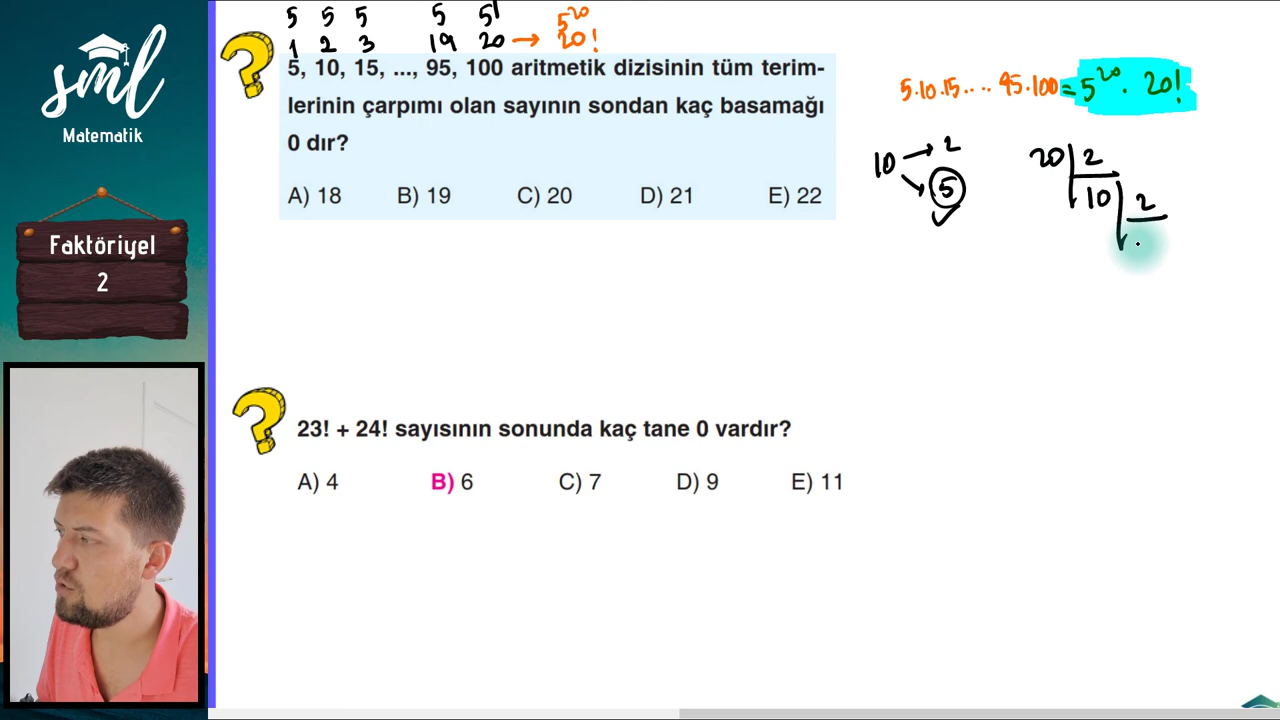 sml
Matematik
Faktöriyel
2
5 5 5 5 5 5²⁰
1 2 3 19 20 → 20!
5, 10, 15, ..., 95, 100 aritmetik dizisinin tüm terim-
lerinin çarpımı olan sayının sondan kaç basamağı
0 dır?
A) 18 B) 19 C) 20 D) 21 E) 22
5.10.15.... 95.100 = 5²⁰ . 20!
10 → 2
→ 5
20 2
10 2
23! + 24! sayısının sonunda kaç tane 0 vardır?
A) 4 B) 6 C) 7 D) 9 E) 11